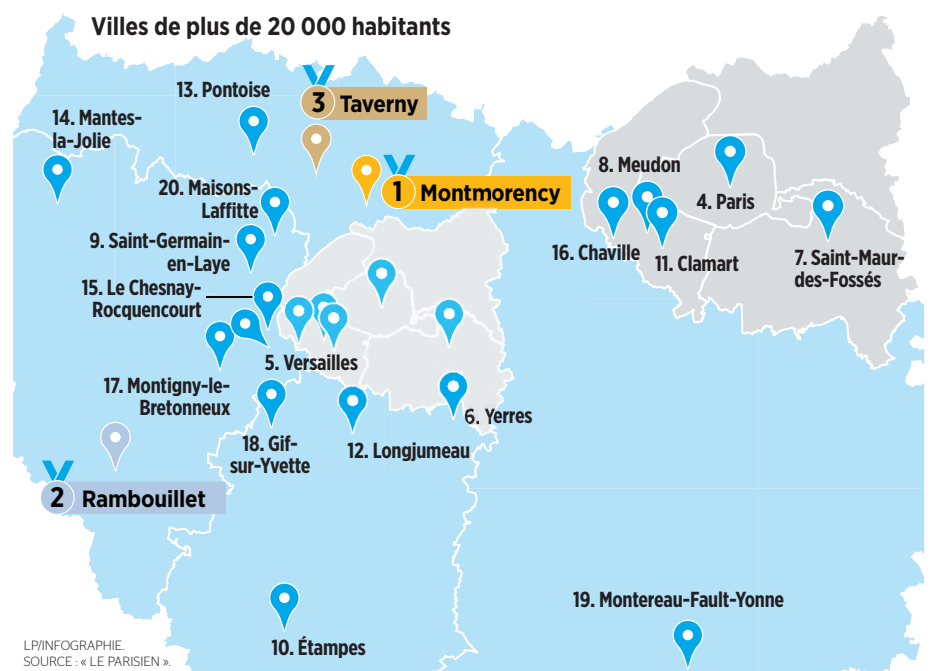 Villes de plus de 20 000 habitants
13. Pontoise
3 Taverny
14. Mantes-
la-Jolie
8. Meudon
4. Paris
1 Montmorency
20. Maisons-
Laffitte
9. Saint-Germain-
en-Laye
16. Chaville
11. Clamart
7. Saint-Maur-
des-Fossés
15. Le Chesnay-
Rocquencourt
5. Versailles
17. Montigny-le-
Bretonneux
6. Yerres
18. Gif-
sur-Yvette
12. Longjumeau
2 Rambouillet
19. Montereau-Fault-Yonne
10. Étampes
LP/INFOGRAPHIE.
SOURCE : « LE PARISIEN ».